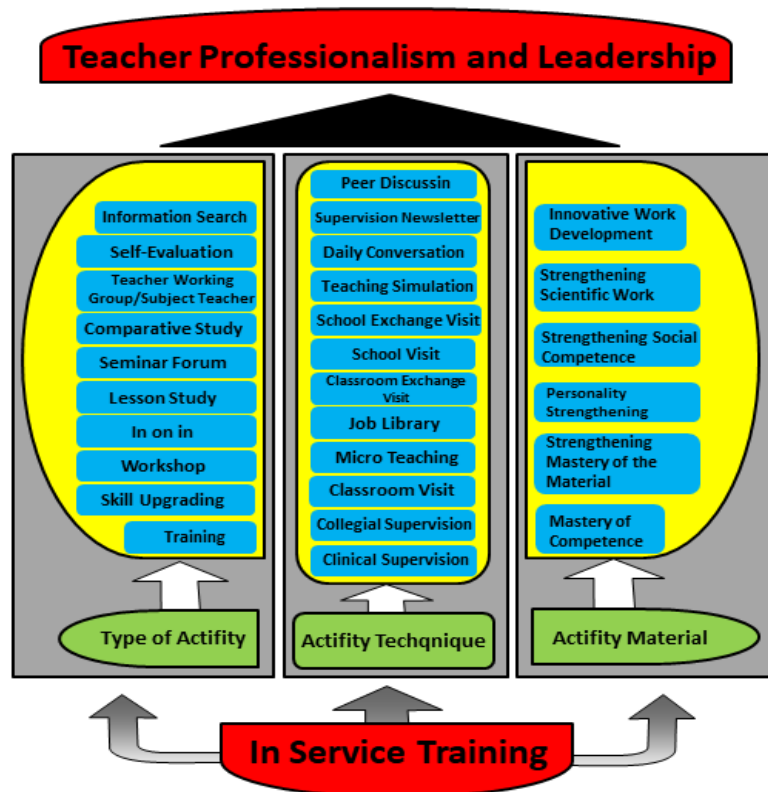 Teacher Professionalism and Leadership
Information Search
Self-Evaluation
Teacher Working
Group/Subject Teacher
Comparative Study
Seminar Forum
Lesson Study
In on in
Workshop
Skill Upgrading
Training
Type of Actifity
Peer Discussin
Supervision Newsletter
Daily Conversation
Teaching Simulation
School Exchange Visit
School Visit
Classroom Exchange
Visit
Job Library
Micro Teaching
Classroom Visit
Collegial Supervision
Clinical Supervision
Actifity Techqnique
Innovative Work
Development
Strengthening
Scientific Work
Strengthening Social
Competence
Personality
Strengthening
Strengthening
Mastery of the
Material
Mastery of
Competence
Actifity Material
In Service Training